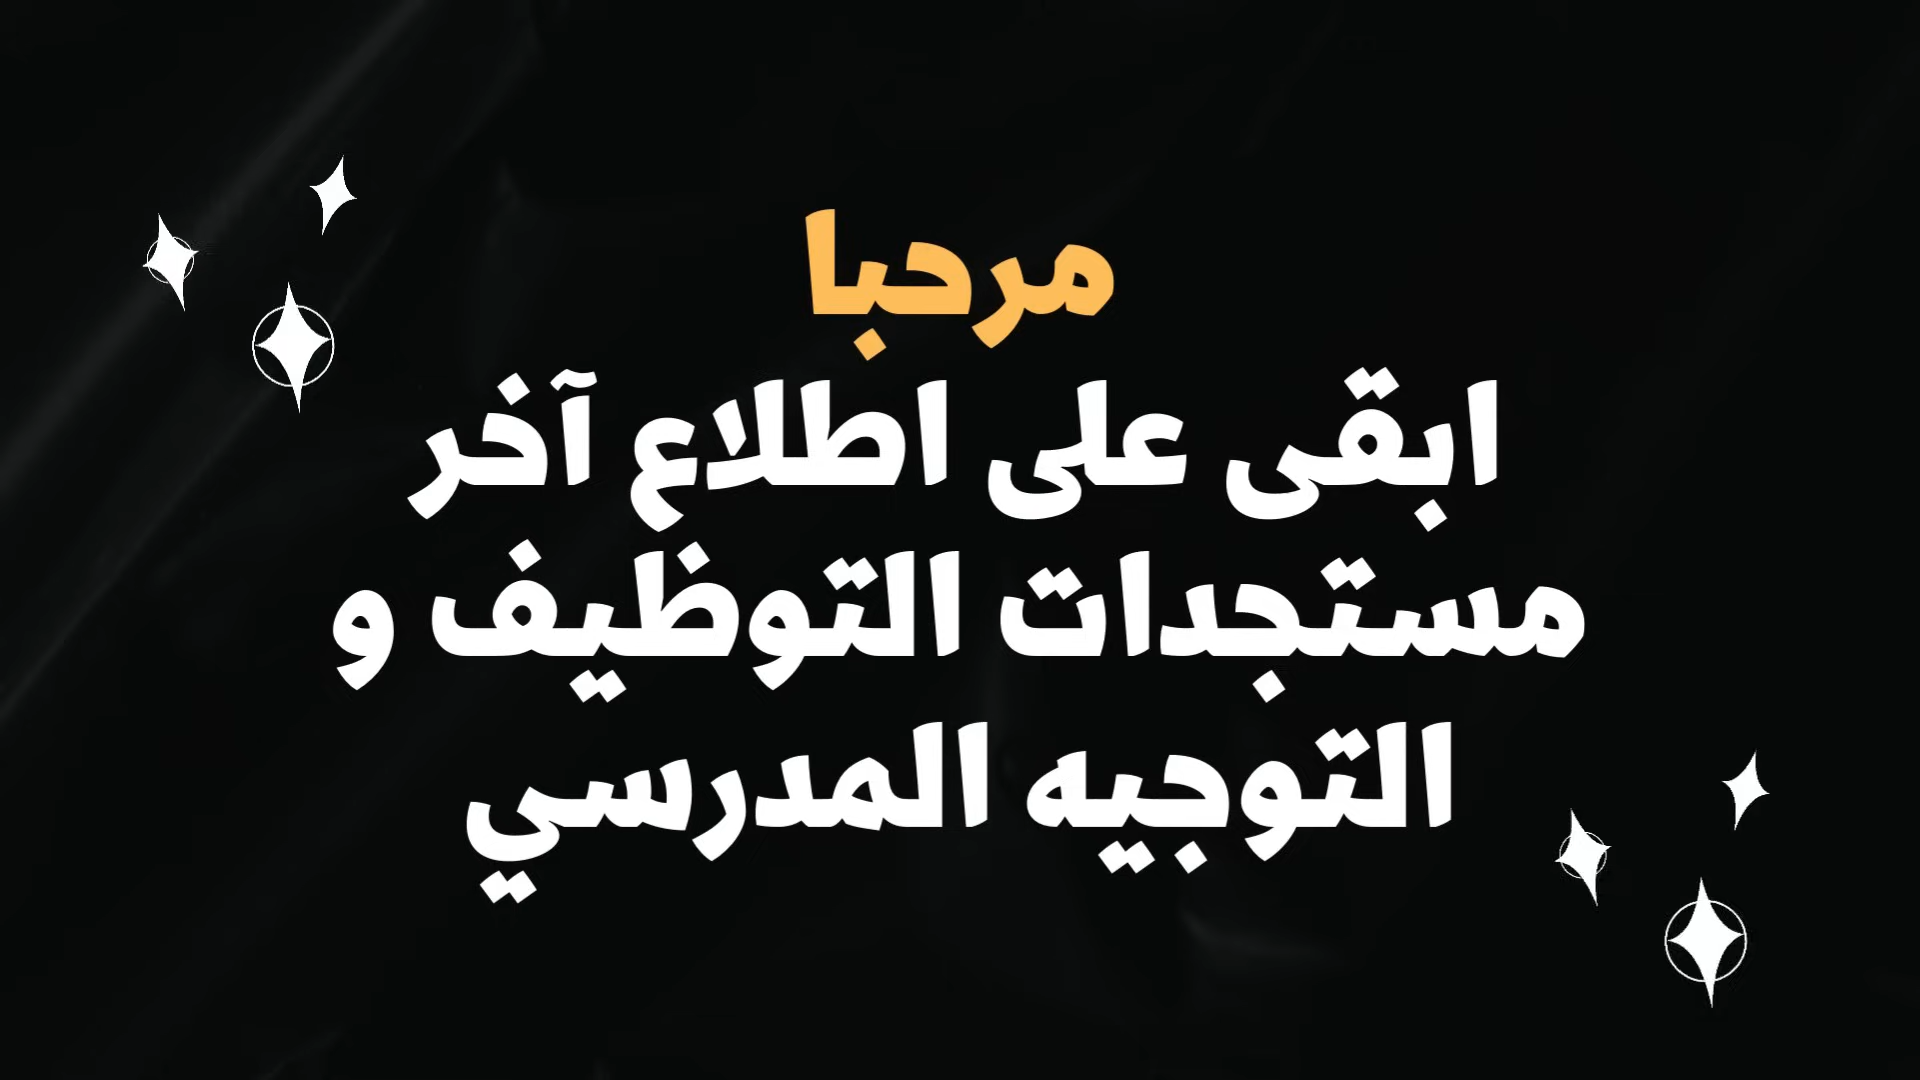 مرحبا
ابقى على اطلاع آخر
مستجدات التوظيف و
التوجيه المدرسي